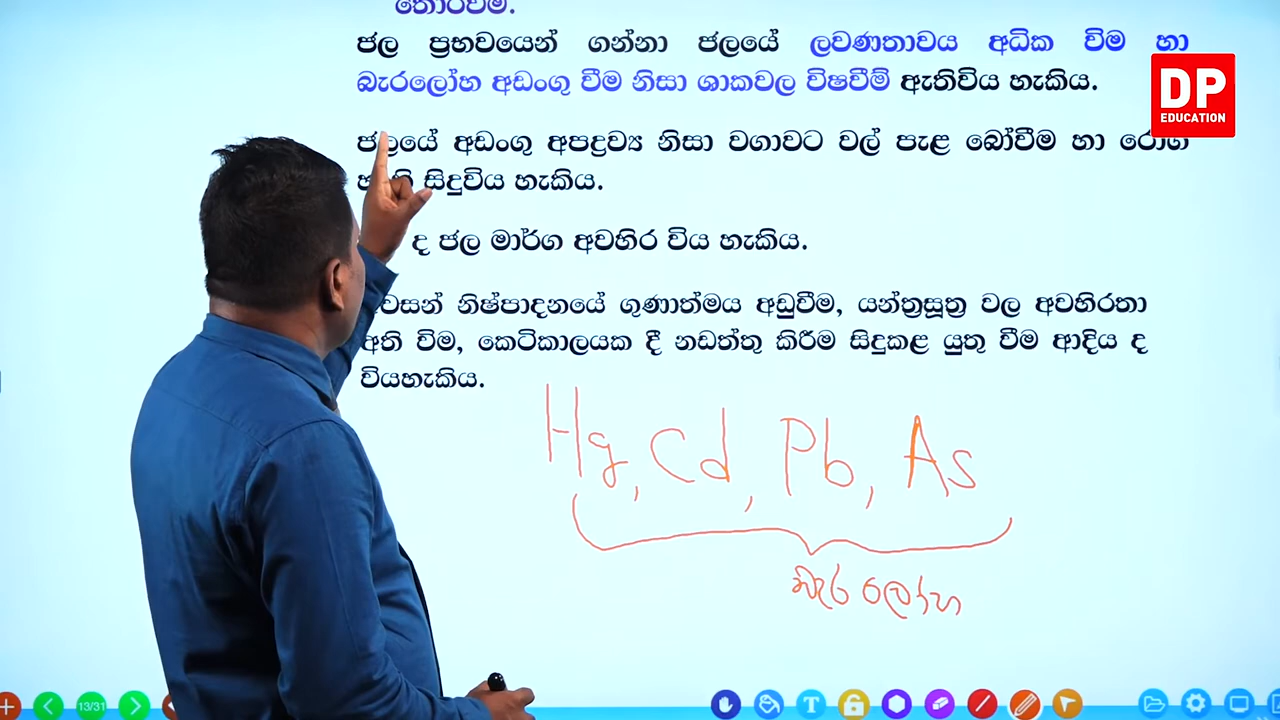 තෝරවීම.
ජල ප්‍රභවයෙන් ගන්නා ජලයේ ලවණතාවය අධික විම හා
බැරලෝහ අඩංගු වීම නිසා ශාකවල විෂවීම් ඇතිවිය හැකිය.
DP
EDUCATION
ජලයේ අඩංගු අපද්‍රව්‍ය නිසා වගාවට වල් පැළ බෝවීම හා රෝග
සිදුවිය හැකිය.
ද ජල මාර්ග අවහිර විය හැකිය.
නිෂ්පාදනයේ ගුණාත්මය අඩුවීම, යන්ත්‍රසූත්‍ර වල අවහිරතා
ඇති විම, කෙටිකාලයක දී නඩත්තු කිරීම සිදුකළ යුතු වීම ආදිය ද
වියහැකිය.
Hg, Cd, Pb, As
බැර ලෝහ
13/31